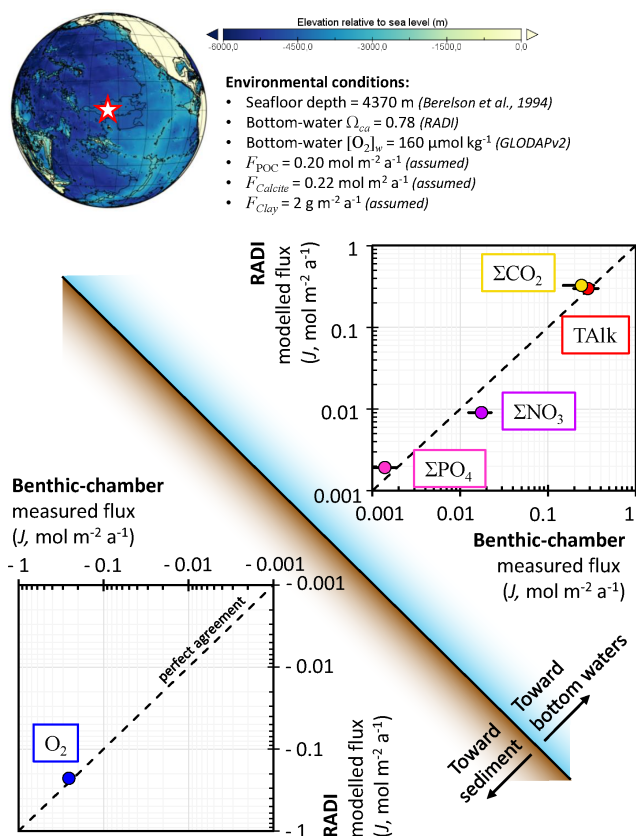 Elevation relative to sea level (m)
-6000,0 -4500,0 -3000,0 -1500,0 0,0
Environmental conditions:
• Seafloor depth = 4370 m (Berelson et al., 1994)
• Bottom-water Ωca = 0.78 (RADI)
• Bottom-water [O₂]w = 160 μmol kg⁻¹ (GLODAPv2)
• FPOC = 0.20 mol m⁻² a⁻¹ (assumed)
• FCalcite = 0.22 mol m² a⁻¹ (assumed)
• FClay = 2 g m⁻² a⁻¹ (assumed)
RADI
modelled flux
(J, mol m⁻² a⁻¹)
1
0.1
0.01
0.001
ΣCO₂
TAlk
ΣNO₃
ΣPO₄
0.001 0.01 0.1 1
Benthic-chamber
measured flux
(J, mol m⁻² a⁻¹)
Benthic-chamber
measured flux
(J, mol m⁻² a⁻¹)
- 1 - 0.1 - 0.01 - 0.001
- 0.001
- 0.01
- 0.1
- 1
perfect agreement
O₂
RADI
modelled flux
(J, mol m⁻² a⁻¹)
Toward
bottom waters
Toward
sediment